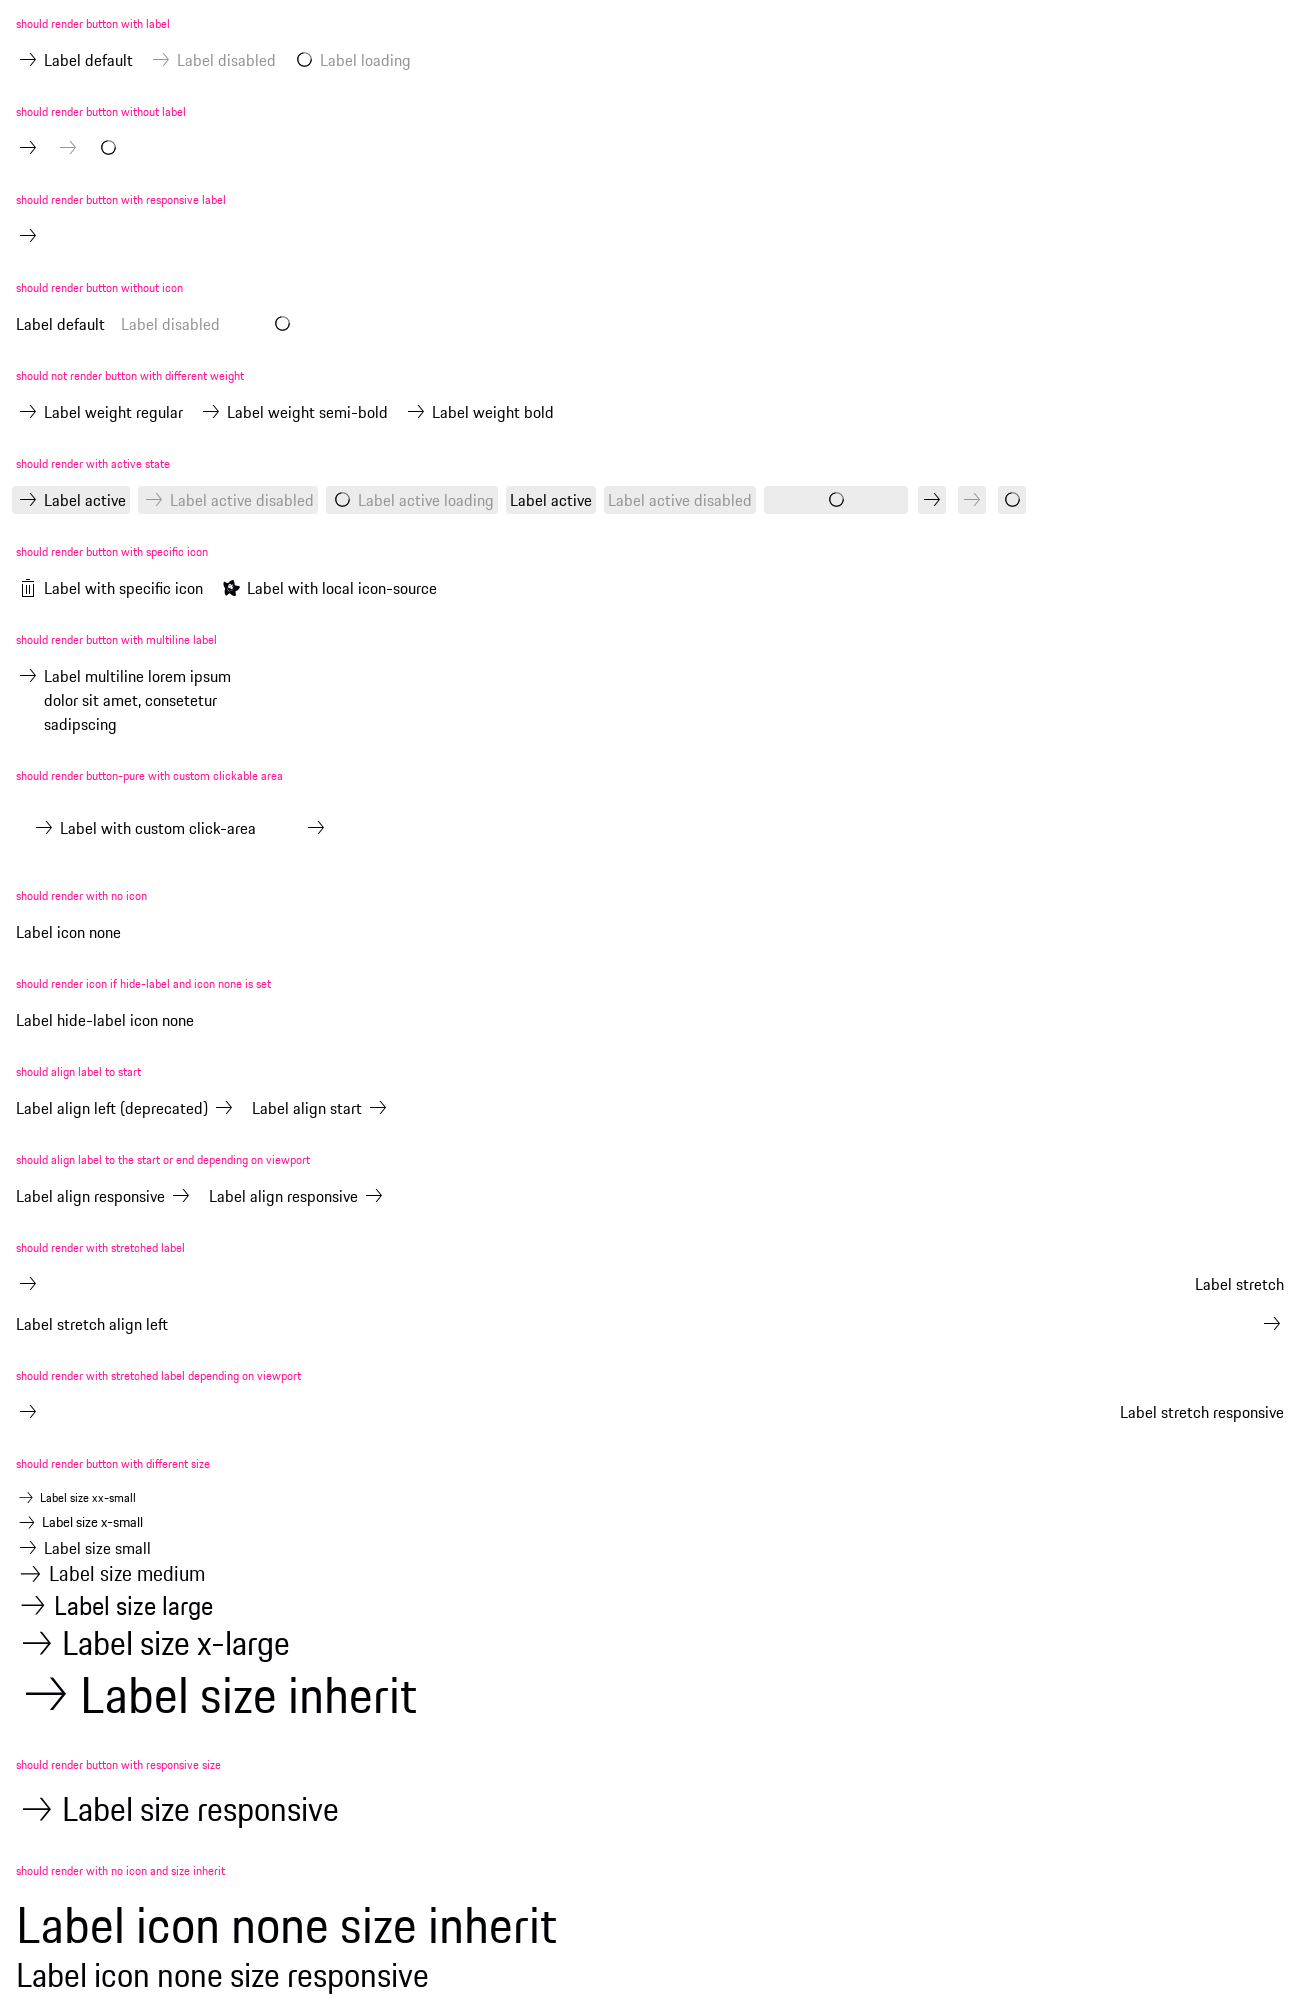 should render button with label
Label default Label disabled Label loading
should render button without label
should render button with responsive label
should render button without icon
Label default Label disabled
should not render button with different weight
Label weight regular Label weight semi-bold Label weight bold
should render with active state
Label active Label active disabled Label active loading Label active Label active disabled
should render button with specific icon
Label with specific icon Label with local icon-source
should render button with multiline label
Label multiline lorem ipsum
dolor sit amet, consetetur
sadipscing
should render button-pure with custom clickable area
Label with custom click-area
should render with no icon
Label icon none
should render icon if hide-label and icon none is set
Label hide-label icon none
should align label to start
Label align left (deprecated) Label align start
should align label to the start or end depending on viewport
Label align responsive Label align responsive
should render with stretched label
Label stretch
Label stretch align left
should render with stretched label depending on viewport
Label stretch responsive
should render button with different size
Label size xx-small
Label size x-small
Label size small
Label size medium
Label size large
Label size x-large
Label size inherit
should render button with responsive size
Label size responsive
should render with no icon and size inherit
Label icon none size inherit
Label icon none size responsive